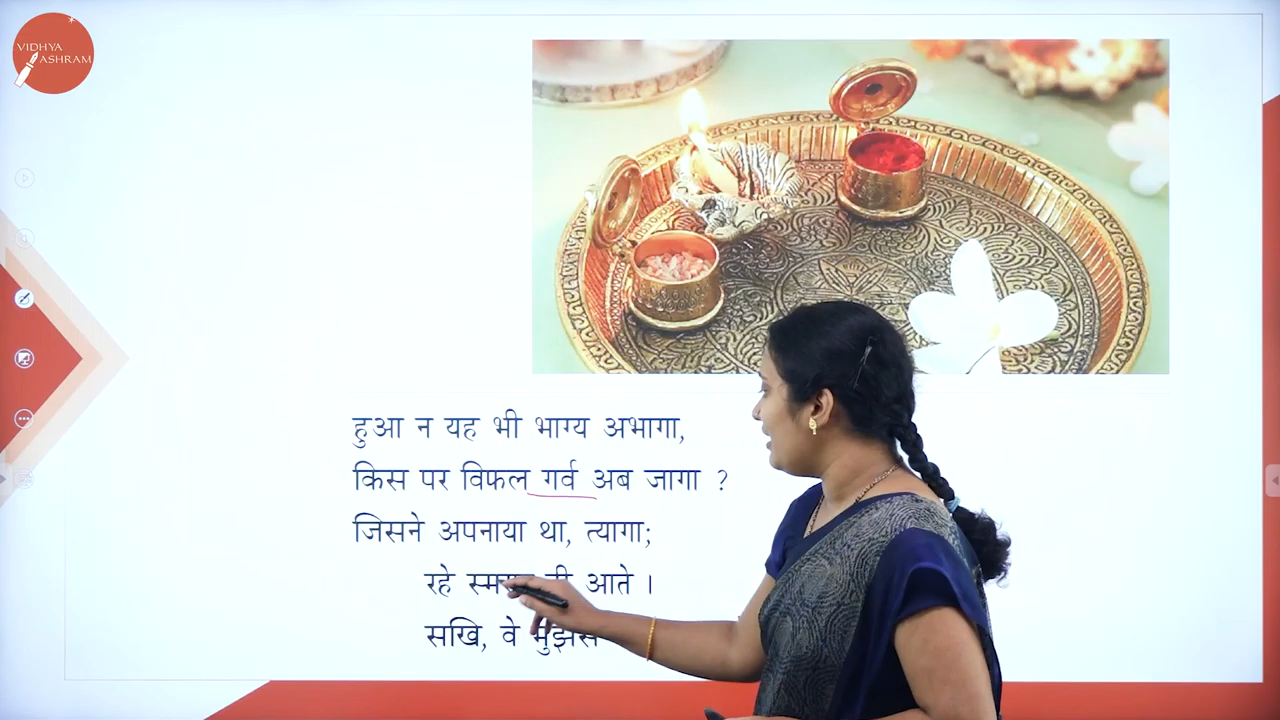 VIDHYA
ASHRAM
हुआ न यह भी भाग्य अभागा,
किस पर विफल गर्व अब जागा ?
जिसने अपनाया था, त्यागा;
रहे आते ।
सखि, वे